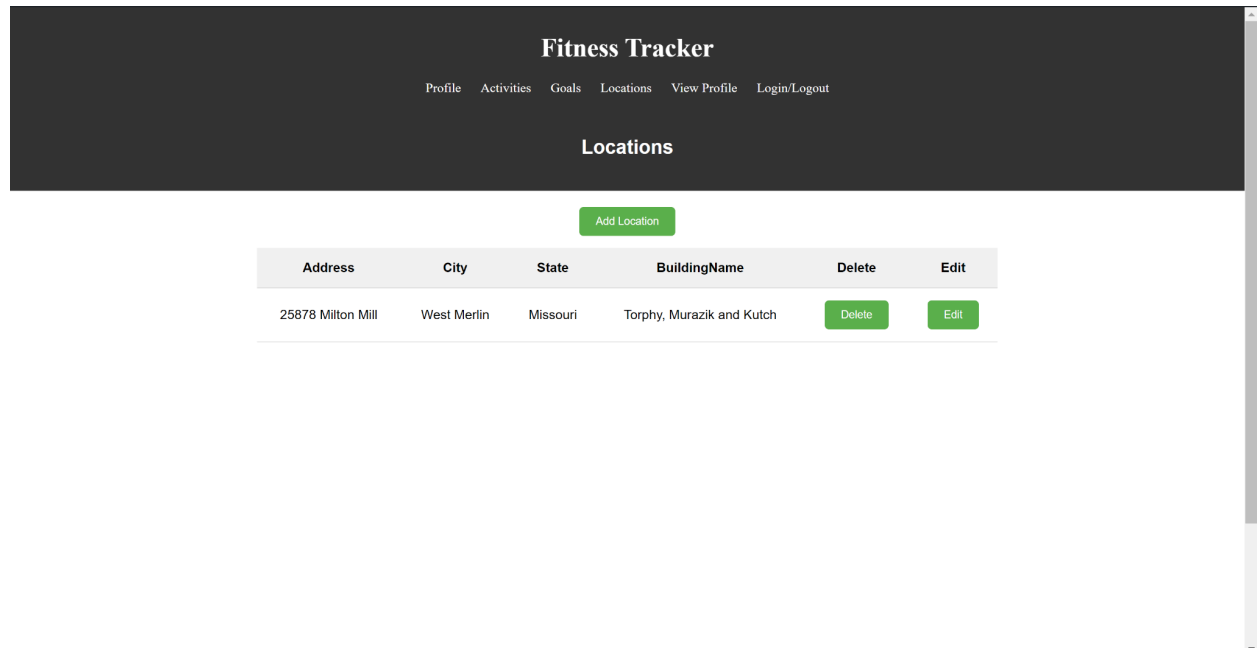 Fitness Tracker
Profile Activities Goals Locations View Profile Login/Logout
Locations
Add Location
Address City State BuildingName Delete Edit
25878 Milton Mill West Merlin Missouri Torphy, Murazik and Kutch Delete Edit